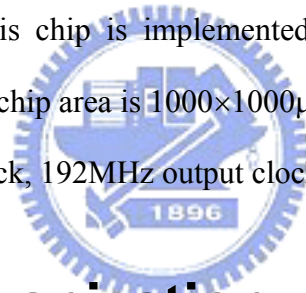 is chip is implemented
chip area is 1000×1000μ
ck, 192MHz output cloc
1896